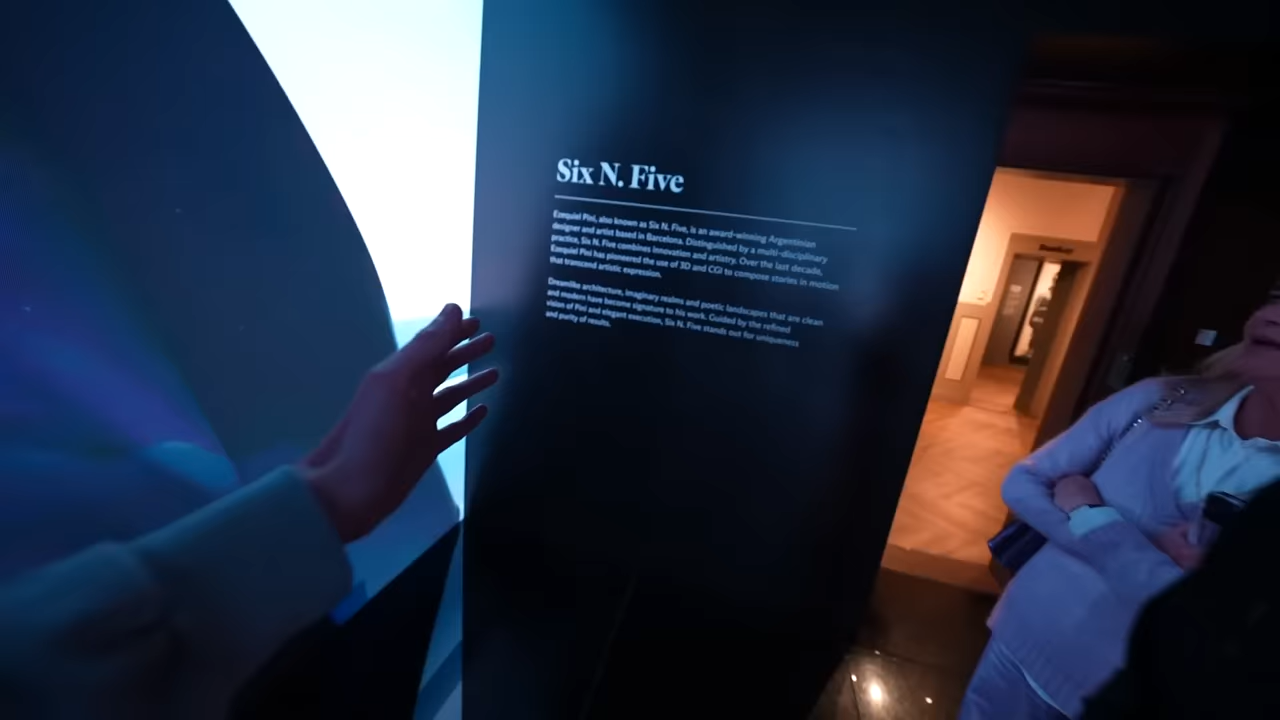 Six N. Five
Ezequiel Pini, also known as Six N. Five, is an award-winning Argentinian
designer and artist based in Barcelona. Distinguished by a multi-disciplinary
practice, Six N. Five combines innovation and artistry. Over the last decade,
Ezequiel Pini has pioneered the use of 3D and CGI to compose stories in motion
that transcend artistic expression.
Dreamlike architecture, imaginary realms and poetic landscapes that are clean
and modern have become signature to his work. Guided by the refined
vision of Pini and elegant execution, Six N. Five stands out for uniqueness
and purity of results.